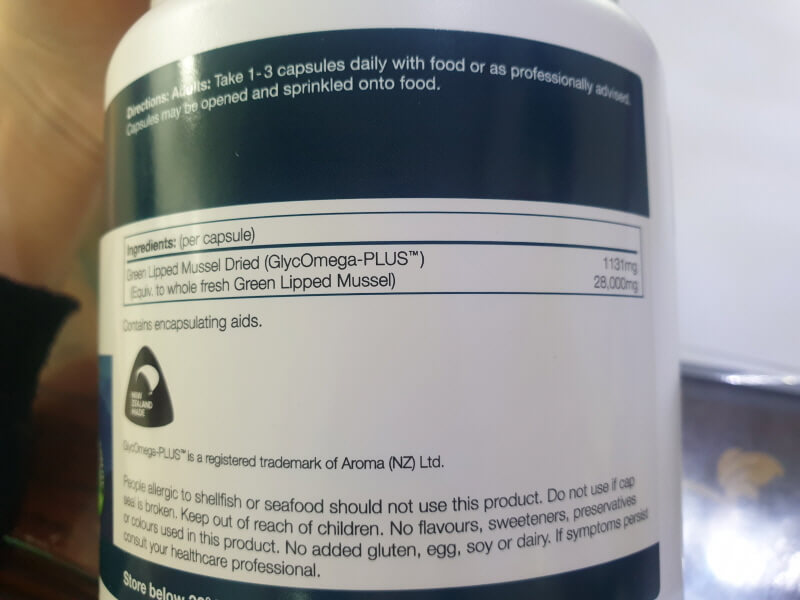 Directions: Adults: Take 1-3 capsules daily with food or as professionally advised.
Capsules may be opened and sprinkled onto food.
Ingredients: (per capsule)
Green Lipped Mussel Dried (GlycOmega-PLUS™) 1131mg
(Equiv. to whole fresh Green Lipped Mussel) 28,000mg
Contains encapsulating aids.
NEW
ZEALAND
MADE
GlycOmega-PLUS™ is a registered trademark of Aroma (NZ) Ltd.
People allergic to shellfish or seafood should not use this product. Do not use if cap
seal is broken. Keep out of reach of children. No flavours, sweeteners, preservatives
or colours used in this product. No added gluten, egg, soy or dairy. If symptoms persist
consult your healthcare professional.
Store below